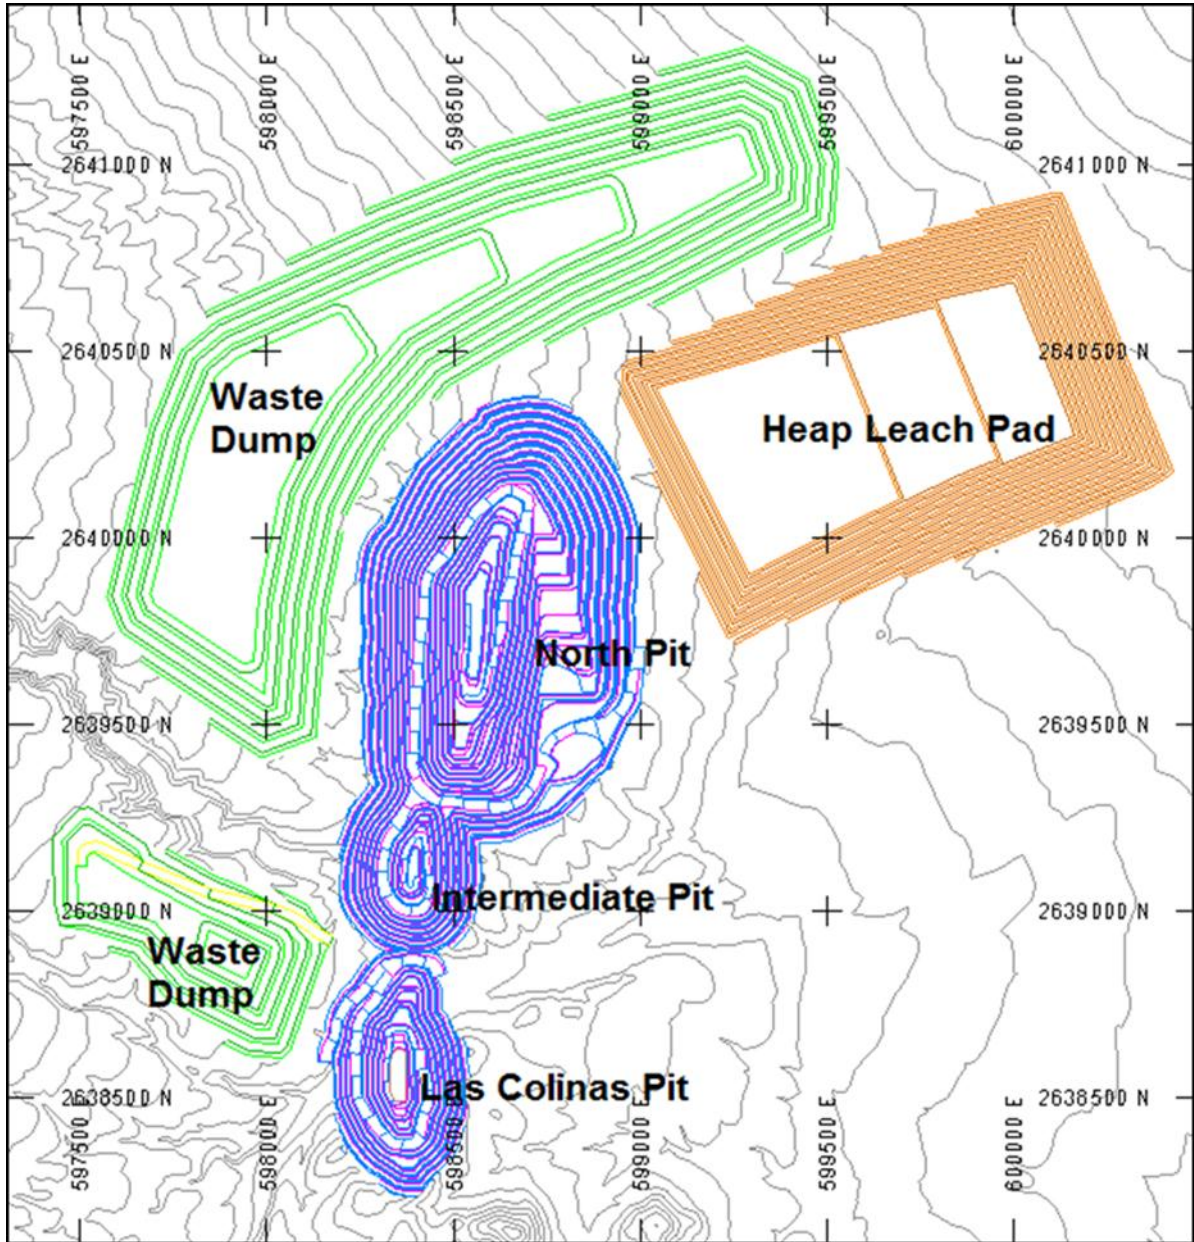 597500 E
598000 E
598500 E
599000 E
599500 E
600000 E
2641000 N
2641000 N
2640500 N
2640500 N
Waste
Dump
Heap Leach Pad
2640000 N
2640000 N
North Pit
2639500 N
2639500 N
Intermediate Pit
2639000 N
2639000 N
Waste
Dump
Las Colinas Pit
2638500 N
2638500 N
597500 E
598000 E
598500 E
599000 E
599500 E
600000 E